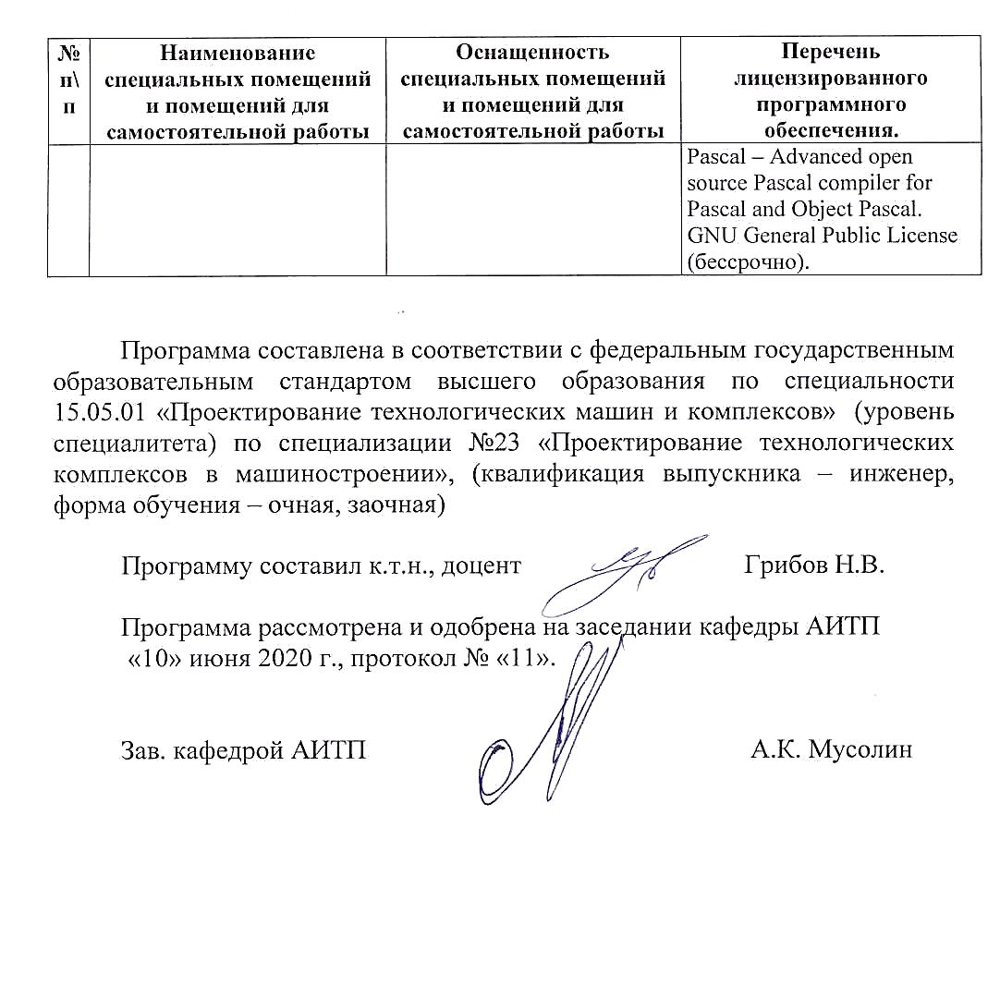 № п\ п
Наименование специальных помещений и помещений для самостоятельной работы
Оснащенность специальных помещений и помещений для самостоятельной работы
Перечень лицензированного программного обеспечения.
Pascal – Advanced open
source Pascal compiler for
Pascal and Object Pascal.
GNU General Public License
(бессрочно).
Программа составлена в соответствии с федеральным государственным
образовательным стандартом высшего образования по специальности
15.05.01 «Проектирование технологических машин и комплексов» (уровень
специалитета) по специализации №23 «Проектирование технологических
комплексов в машиностроении», (квалификация выпускника – инженер,
форма обучения – очная, заочная)
Программу составил к.т.н., доцент Грибов Н.В.
Программа рассмотрена и одобрена на заседании кафедры АИТП
«10» июня 2020 г., протокол № «11».
Зав. кафедрой АИТП А.К. Мусолин